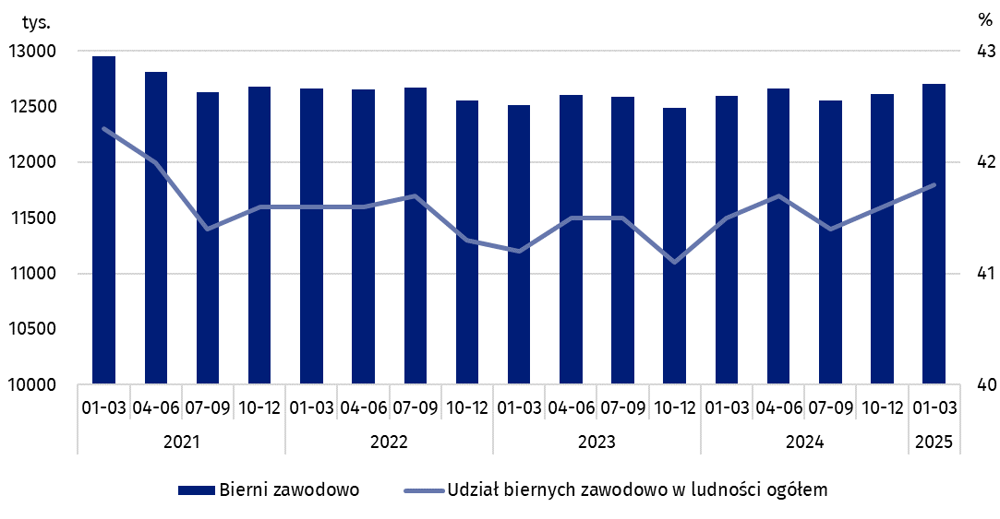 tys. %
13000 43
12500
12000 42
11500
11000 41
10500
10000 40
01-03 04-06 07-09 10-12 01-03 04-06 07-09 10-12 01-03 04-06 07-09 10-12 01-03 04-06 07-09 10-12 01-03
2021 2022 2023 2024 2025
Bierni zawodowo Udział biernych zawodowo w ludności ogółem